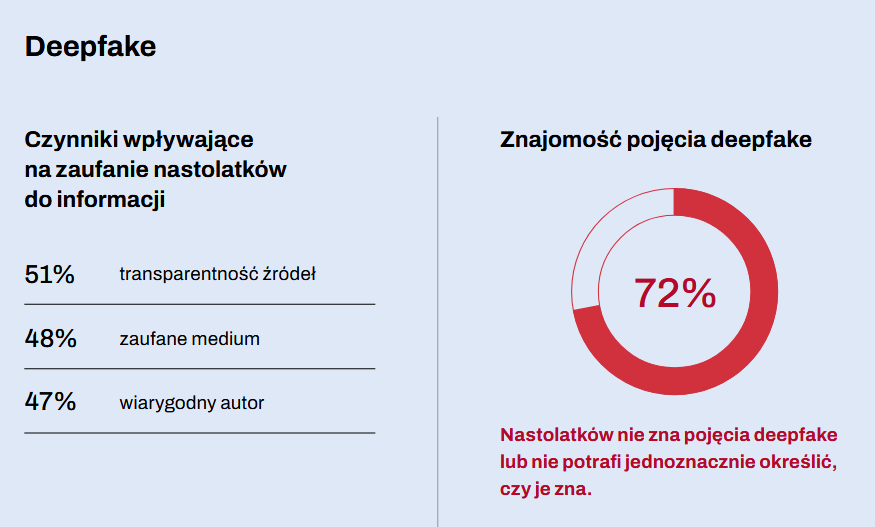 Deepfake
Czynniki wpływające
na zaufanie nastolatków
do informacji
51% transparentność źródeł
48% zaufane medium
47% wiarygodny autor
Znajomość pojęcia deepfake
72%
Nastolatków nie zna pojęcia deepfake
lub nie potrafi jednoznacznie określić,
czy je zna.